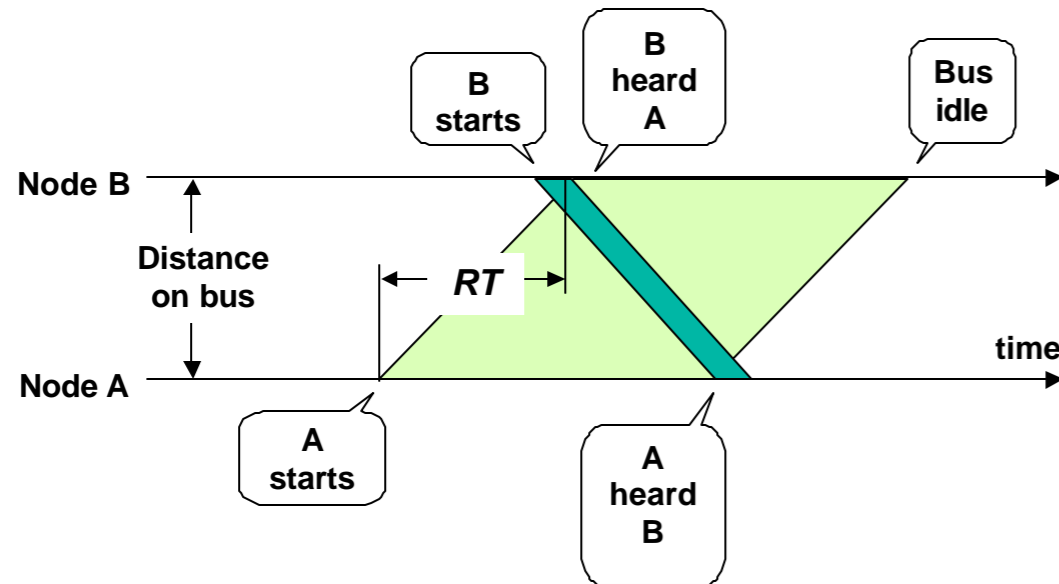 B
starts
B
heard
A
Bus
idle
Node B
Distance
on bus
RT
time
Node A
A
starts
A
heard
B